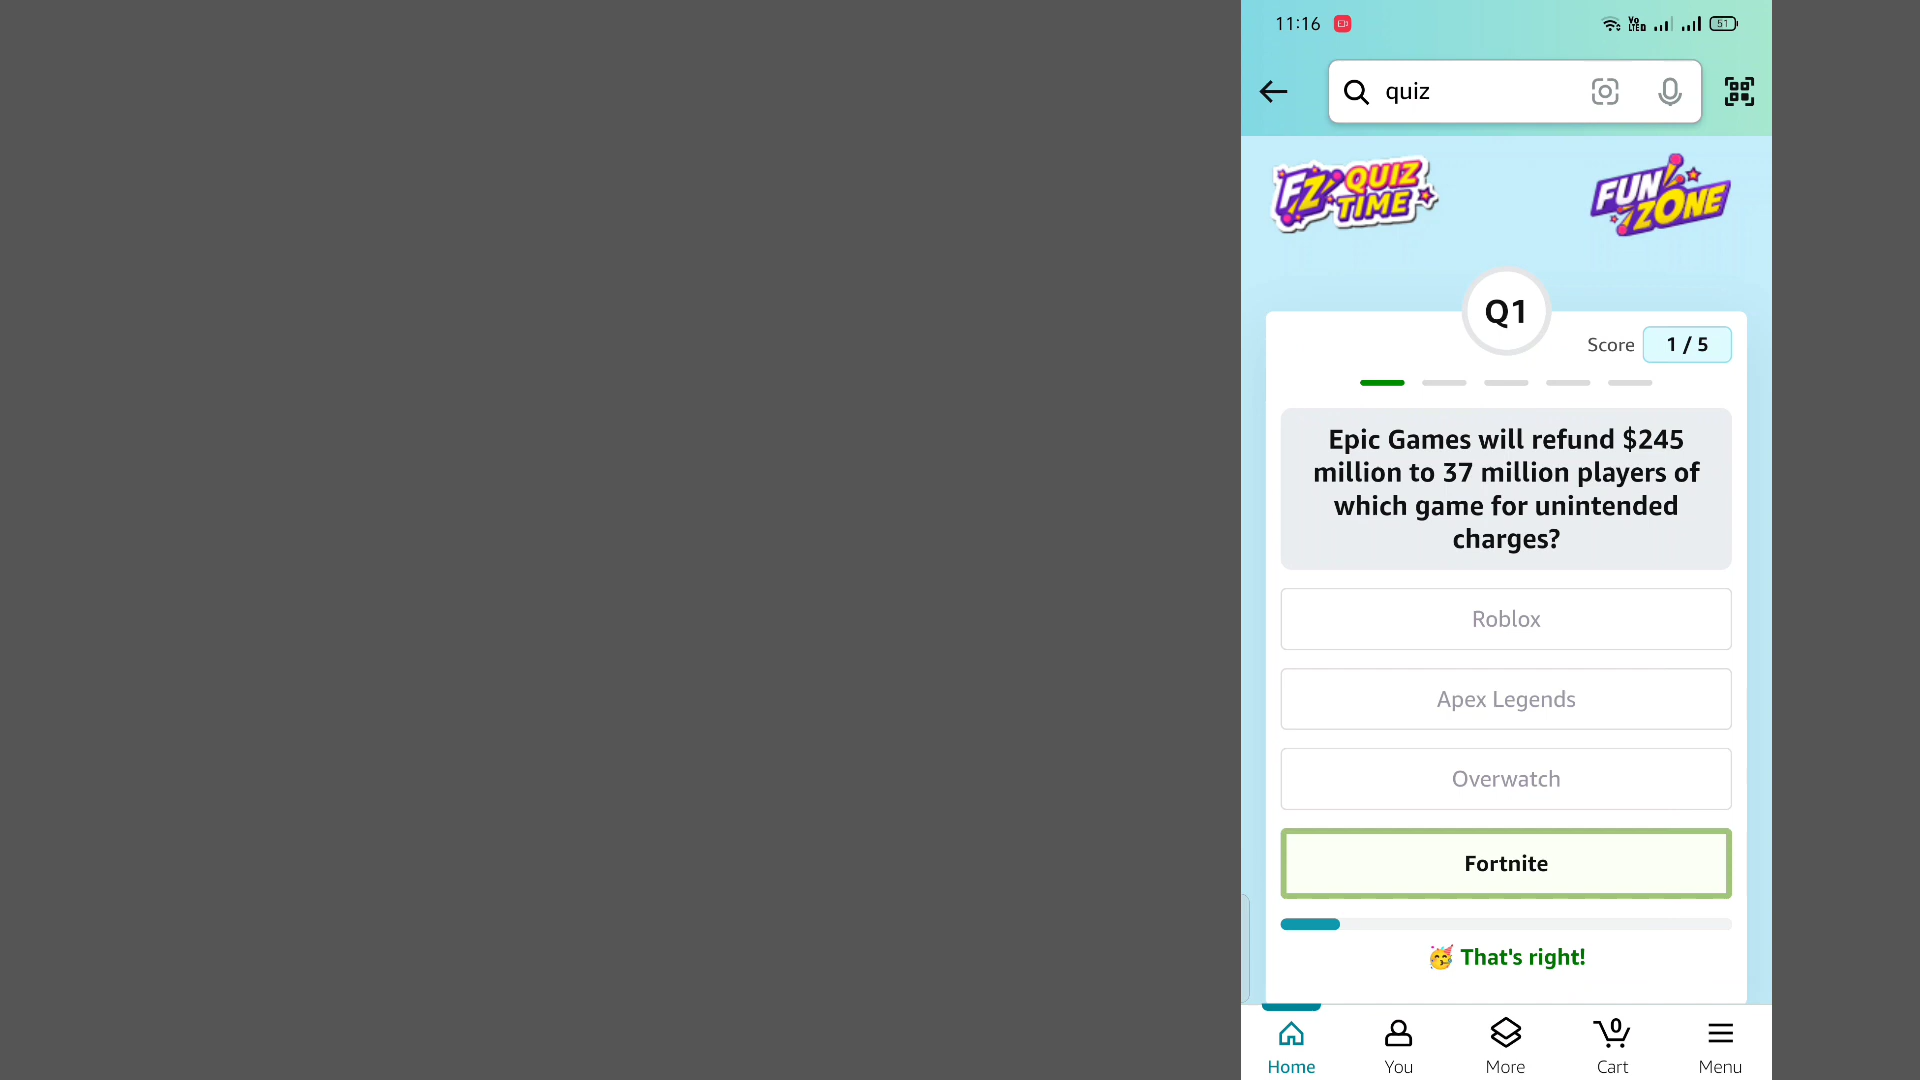 11:16
VoLTE
51
quiz
FZ QUIZ TIME
FUN ZONE
Q1
Score 1 / 5
Epic Games will refund $245
million to 37 million players of
which game for unintended
charges?
Roblox
Apex Legends
Overwatch
Fortnite
🥳 That's right!
0
Home You More Cart Menu